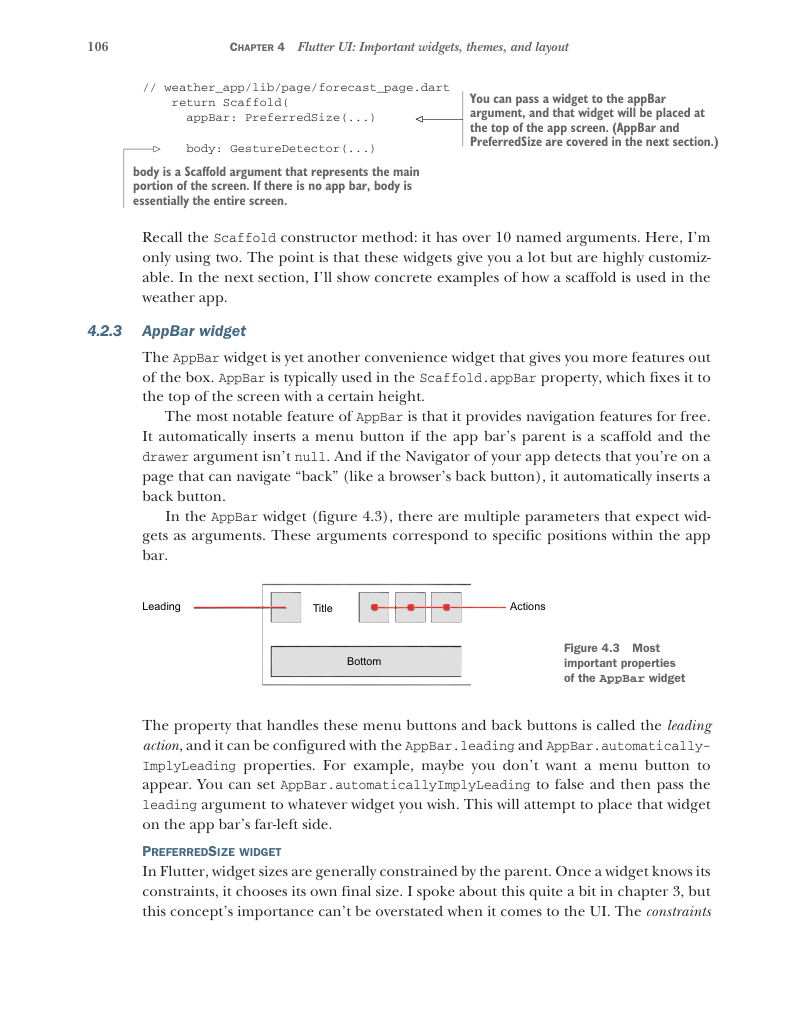 106
CHAPTER 4 Flutter UI: Important widgets, themes, and layout
// weather_app/lib/page/forecast_page.dart
return Scaffold(
appBar: PreferredSize(...)
You can pass a widget to the appBar
argument, and that widget will be placed at
the top of the app screen. (AppBar and
PreferredSize are covered in the next section.)
body: GestureDetector(...)
body is a Scaffold argument that represents the main
portion of the screen. If there is no app bar, body is
essentially the entire screen.
Recall the Scaffold constructor method: it has over 10 named arguments. Here, I'm
only using two. The point is that these widgets give you a lot but are highly customiz-
able. In the next section, I'll show concrete examples of how a scaffold is used in the
weather app.
4.2.3 AppBar widget
The AppBar widget is yet another convenience widget that gives you more features out
of the box. AppBar is typically used in the Scaffold.appBar property, which fixes it to
the top of the screen with a certain height.
The most notable feature of AppBar is that it provides navigation features for free.
It automatically inserts a menu button if the app bar's parent is a scaffold and the
drawer argument isn't null. And if the Navigator of your app detects that you're on a
page that can navigate "back" (like a browser's back button), it automatically inserts a
back button.
In the AppBar widget (figure 4.3), there are multiple parameters that expect wid-
gets as arguments. These arguments correspond to specific positions within the app
bar.
Leading
Title
Actions
Bottom
Figure 4.3 Most
important properties
of the AppBar widget
The property that handles these menu buttons and back buttons is called the leading
action, and it can be configured with the AppBar.leading and AppBar.automatically-
ImplyLeading properties. For example, maybe you don't want a menu button to
appear. You can set AppBar.automaticallyImplyLeading to false and then pass the
leading argument to whatever widget you wish. This will attempt to place that widget
on the app bar's far-left side.
PREFERREDSIZE WIDGET
In Flutter, widget sizes are generally constrained by the parent. Once a widget knows its
constraints, it chooses its own final size. I spoke about this quite a bit in chapter 3, but
this concept's importance can't be overstated when it comes to the UI. The constraints